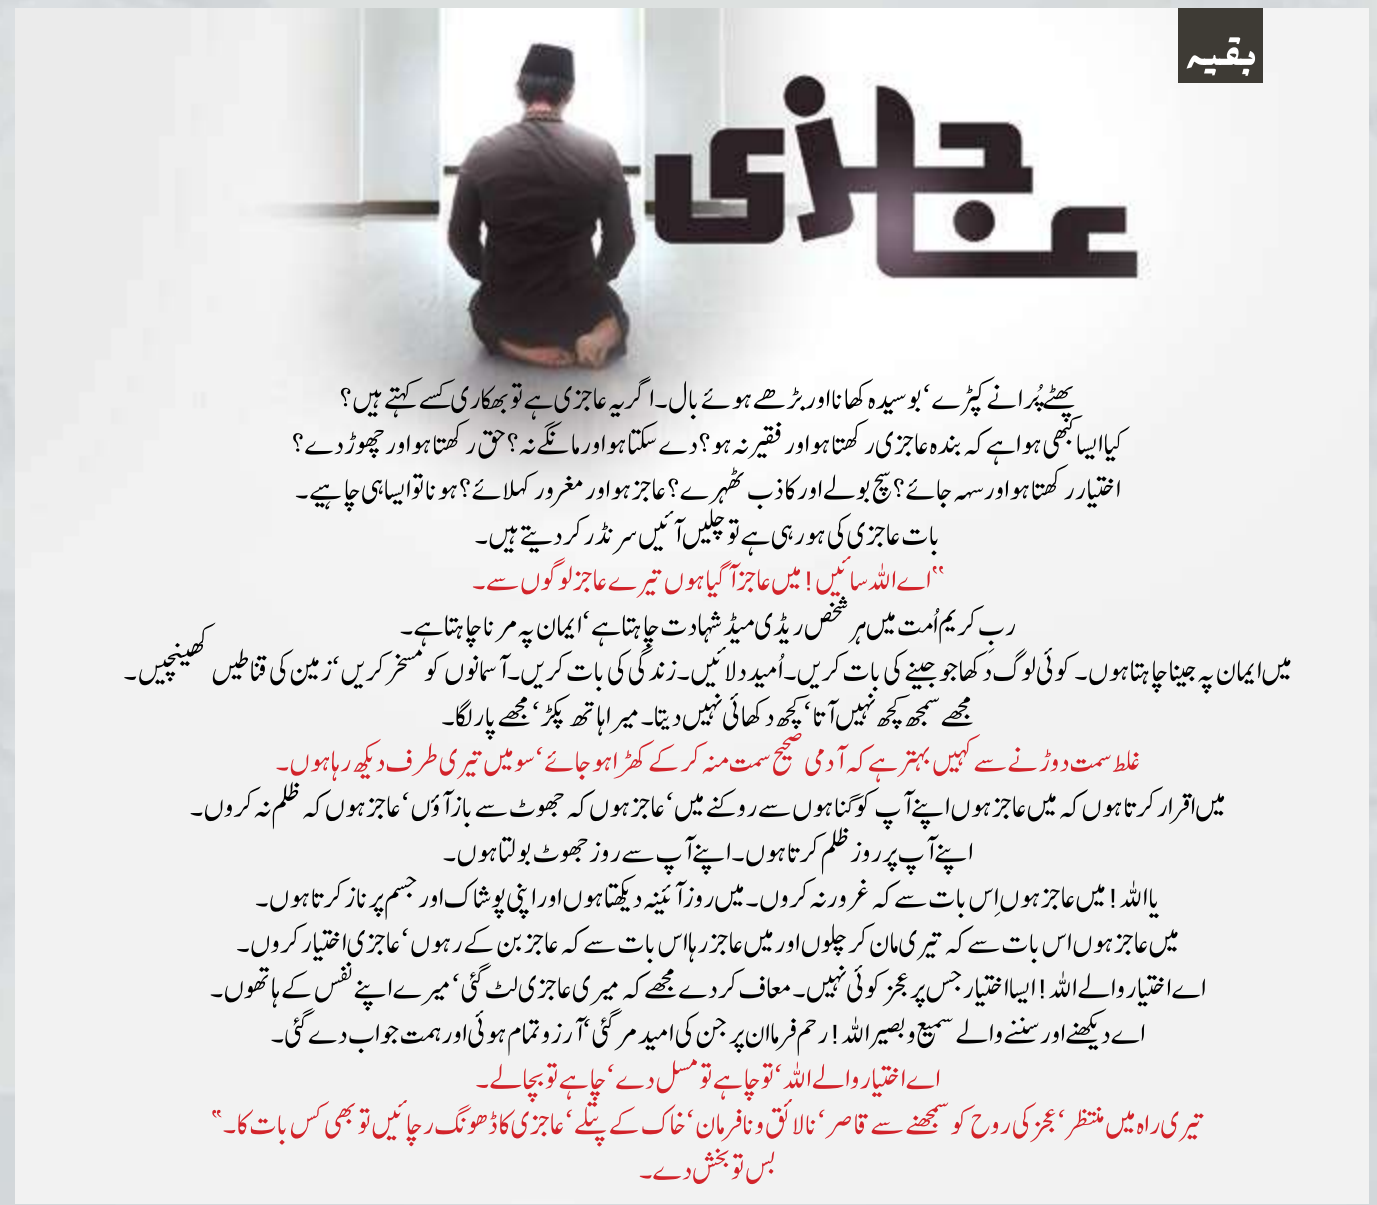 بقیہ
عاجزی
پھٹے پُرانے کپڑے‘ بوسیدہ کھانا اور بڑھے ہوئے بال۔ اگر یہ عاجزی ہے تو بھکاری کسے کہتے ہیں؟
کیا ایسا کبھی ہوا ہے کہ بندہ عاجزی رکھتا ہو اور فقیر نہ ہو؟ دے سکتا ہو اور مانگے نہ؟ حق رکھتا ہو اور چھوڑ دے؟
اختیار رکھتا ہو اور سہہ جائے؟ سچ بولے اور کاذب ٹھہرے؟ عاجز ہو اور مغرور کہلائے؟ ہونا تو ایسا ہی چاہیے۔
بات عاجزی کی ہو رہی ہے تو چلیں آئیں سرنڈر کر دیتے ہیں۔
‟اے اللہ سائیں! میں عاجز آ گیا ہوں تیرے عاجز لوگوں سے۔
ربِ کریم اُمت میں ہر شخص ریڈی میڈ شہادت چاہتا ہے‘ ایمان پہ مرنا چاہتا ہے۔
میں ایمان پہ جینا چاہتا ہوں۔ کوئی لوگ دکھا جو جینے کی بات کریں۔ اُمید دلائیں۔ زندگی کی بات کریں۔ آسمانوں کو مسخر کریں‘ زمین کی قناطیں کھینچیں۔
مجھے سمجھ کچھ نہیں آتا‘ کچھ دکھائی نہیں دیتا۔ میرا ہاتھ پکڑ‘ مجھے پار لگا۔
غلط سمت دوڑنے سے کہیں بہتر ہے کہ آدمی صحیح سمت منہ کر کے کھڑا ہو جائے‘ سو میں تیری طرف دیکھ رہا ہوں۔
میں اقرار کرتا ہوں کہ میں عاجز ہوں اپنے آپ کو گناہوں سے روکنے میں‘ عاجز ہوں کہ جھوٹ سے باز آؤں‘ عاجز ہوں کہ ظلم نہ کروں۔
اپنے آپ پر روز ظلم کرتا ہوں۔ اپنے آپ سے روز جھوٹ بولتا ہوں۔
یا اللہ! میں عاجز ہوں اِس بات سے کہ غرور نہ کروں۔ میں روز آئینہ دیکھتا ہوں اور اپنی پوشاک اور جسم پر ناز کرتا ہوں۔
میں عاجز ہوں اس بات سے کہ تیری مان کر چلوں اور میں عاجز رہا اس بات سے کہ عاجز بن کے رہوں‘ عاجزی اختیار کروں۔
اے اختیار والے اللہ! ایسا اختیار جس پر عجز کوئی نہیں۔ معاف کر دے مجھے کہ میری عاجزی لٹ گئی‘ میرے اپنے نفس کے ہاتھوں۔
اے دیکھنے اور سننے والے سمیع و بصیر اللہ! رحم فرما ان پر جن کی امید مر گئی‘ آرزو تمام ہوئی اور ہمت جواب دے گئی۔
اے اختیار والے اللہ‘ تو چاہے تو مسل دے‘ چاہے تو بچا لے۔
تیری راہ میں منتظر‘ عجز کی روح کو سمجھنے سے قاصر‘ نالائق و نافرمان‘ خاک کے پتلے‘ عاجزی کا ڈھونگ رچائیں تو بھی کس بات کا۔‟
بس تو بخش دے۔